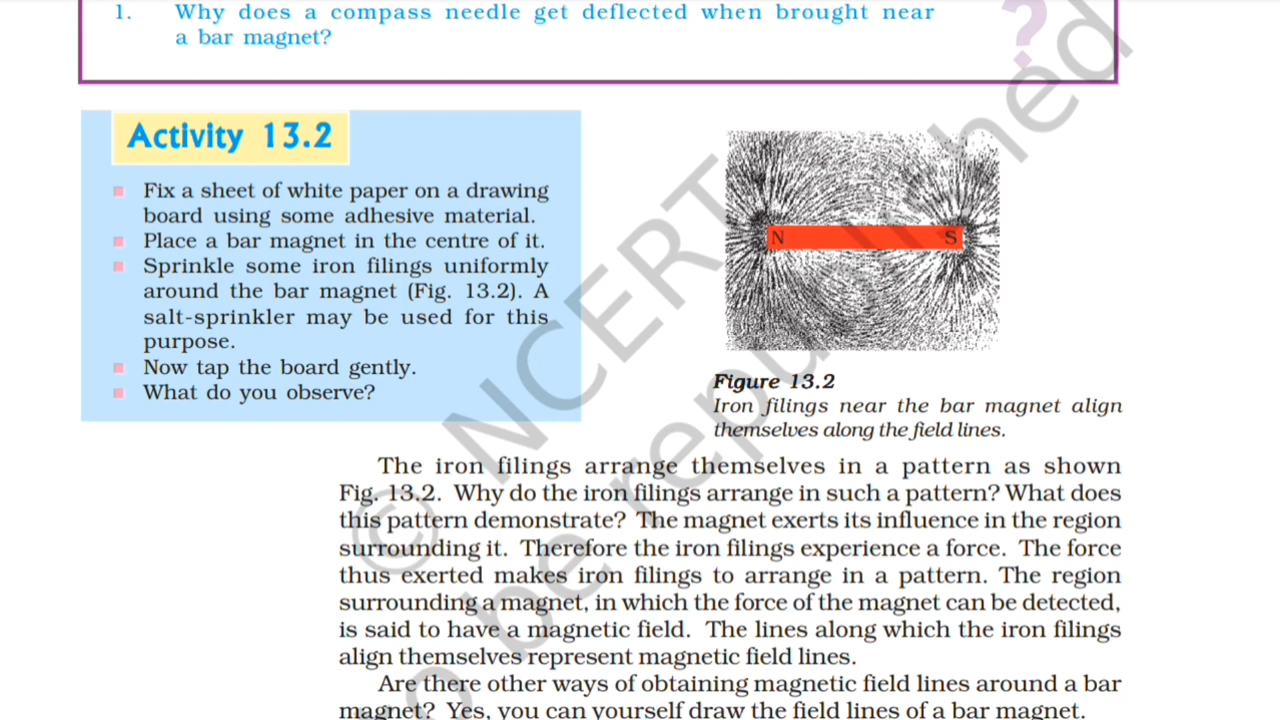 1. Why does a compass needle get deflected when brought near
a bar magnet?
?
Activity 13.2
Fix a sheet of white paper on a drawing
board using some adhesive material.
Place a bar magnet in the centre of it.
Sprinkle some iron filings uniformly
around the bar magnet (Fig. 13.2). A
salt-sprinkler may be used for this
purpose.
Now tap the board gently.
What do you observe?
N S
Figure 13.2
Iron filings near the bar magnet align
themselves along the field lines.
The iron filings arrange themselves in a pattern as shown
Fig. 13.2. Why do the iron filings arrange in such a pattern? What does
this pattern demonstrate? The magnet exerts its influence in the region
surrounding it. Therefore the iron filings experience a force. The force
thus exerted makes iron filings to arrange in a pattern. The region
surrounding a magnet, in which the force of the magnet can be detected,
is said to have a magnetic field. The lines along which the iron filings
align themselves represent magnetic field lines.
Are there other ways of obtaining magnetic field lines around a bar
magnet? Yes, you can yourself draw the field lines of a bar magnet.
© NCERT
o be republished